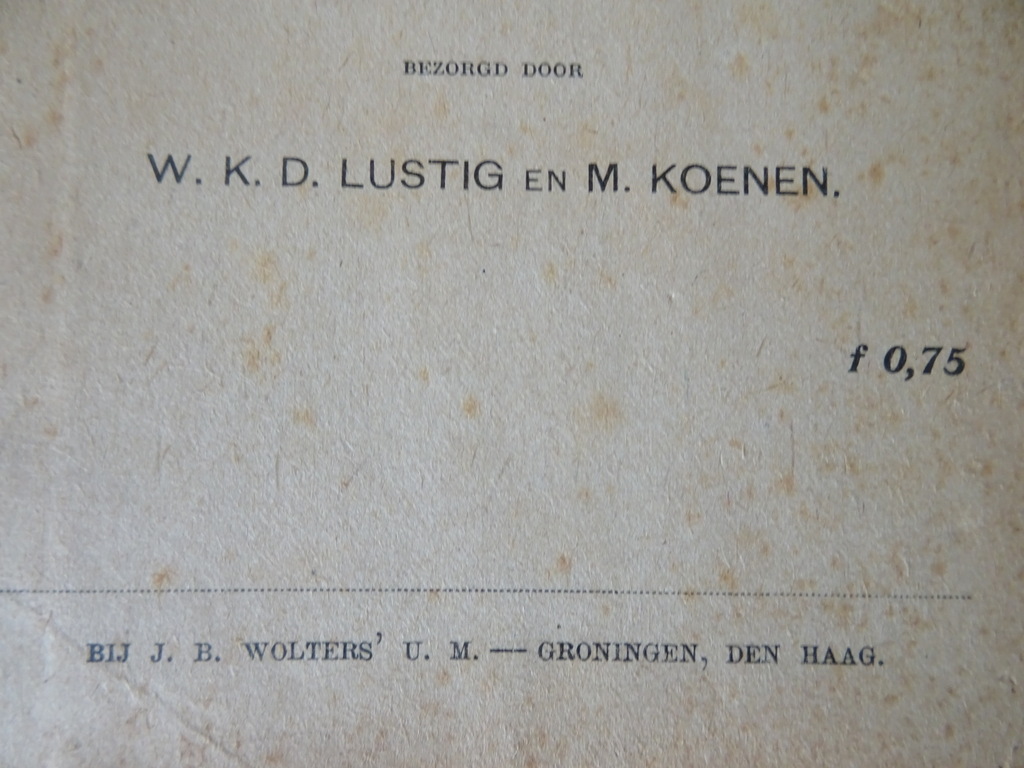 BEZORGD DOOR
W. K. D. LUSTIG EN M. KOENEN.
f 0,75
BIJ J. B. WOLTERS' U. M. — GRONINGEN, DEN HAAG.